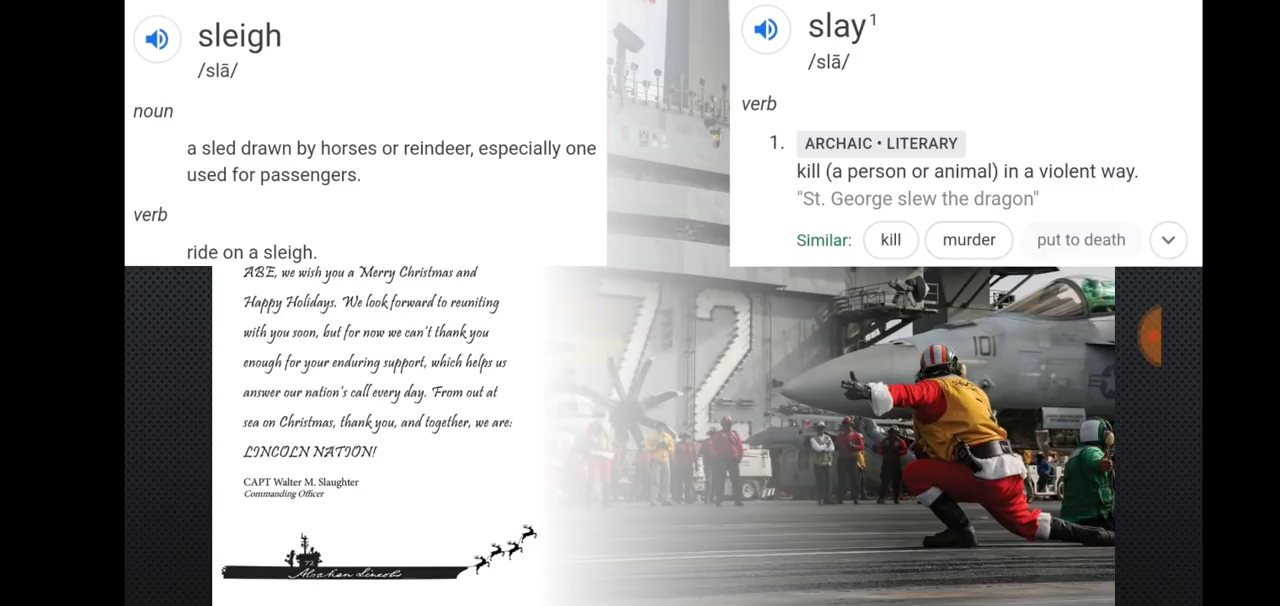 sleigh
/slā/
noun
a sled drawn by horses or reindeer, especially one
used for passengers.
verb
ride on a sleigh.
slay1
/slā/
verb
1. ARCHAIC • LITERARY
kill (a person or animal) in a violent way.
"St. George slew the dragon"
Similar: kill murder put to death
ABE, we wish you a Merry Christmas and
Happy Holidays. We look forward to reuniting
with you soon, but for now we can't thank you
enough for your enduring support, which helps us
answer our nation's call every day. From out at
sea on Christmas, thank you, and together, we are:
LINCOLN NATION!
CAPT Walter M. Slaughter
Commanding Officer
72
Abraham Lincoln
72
101